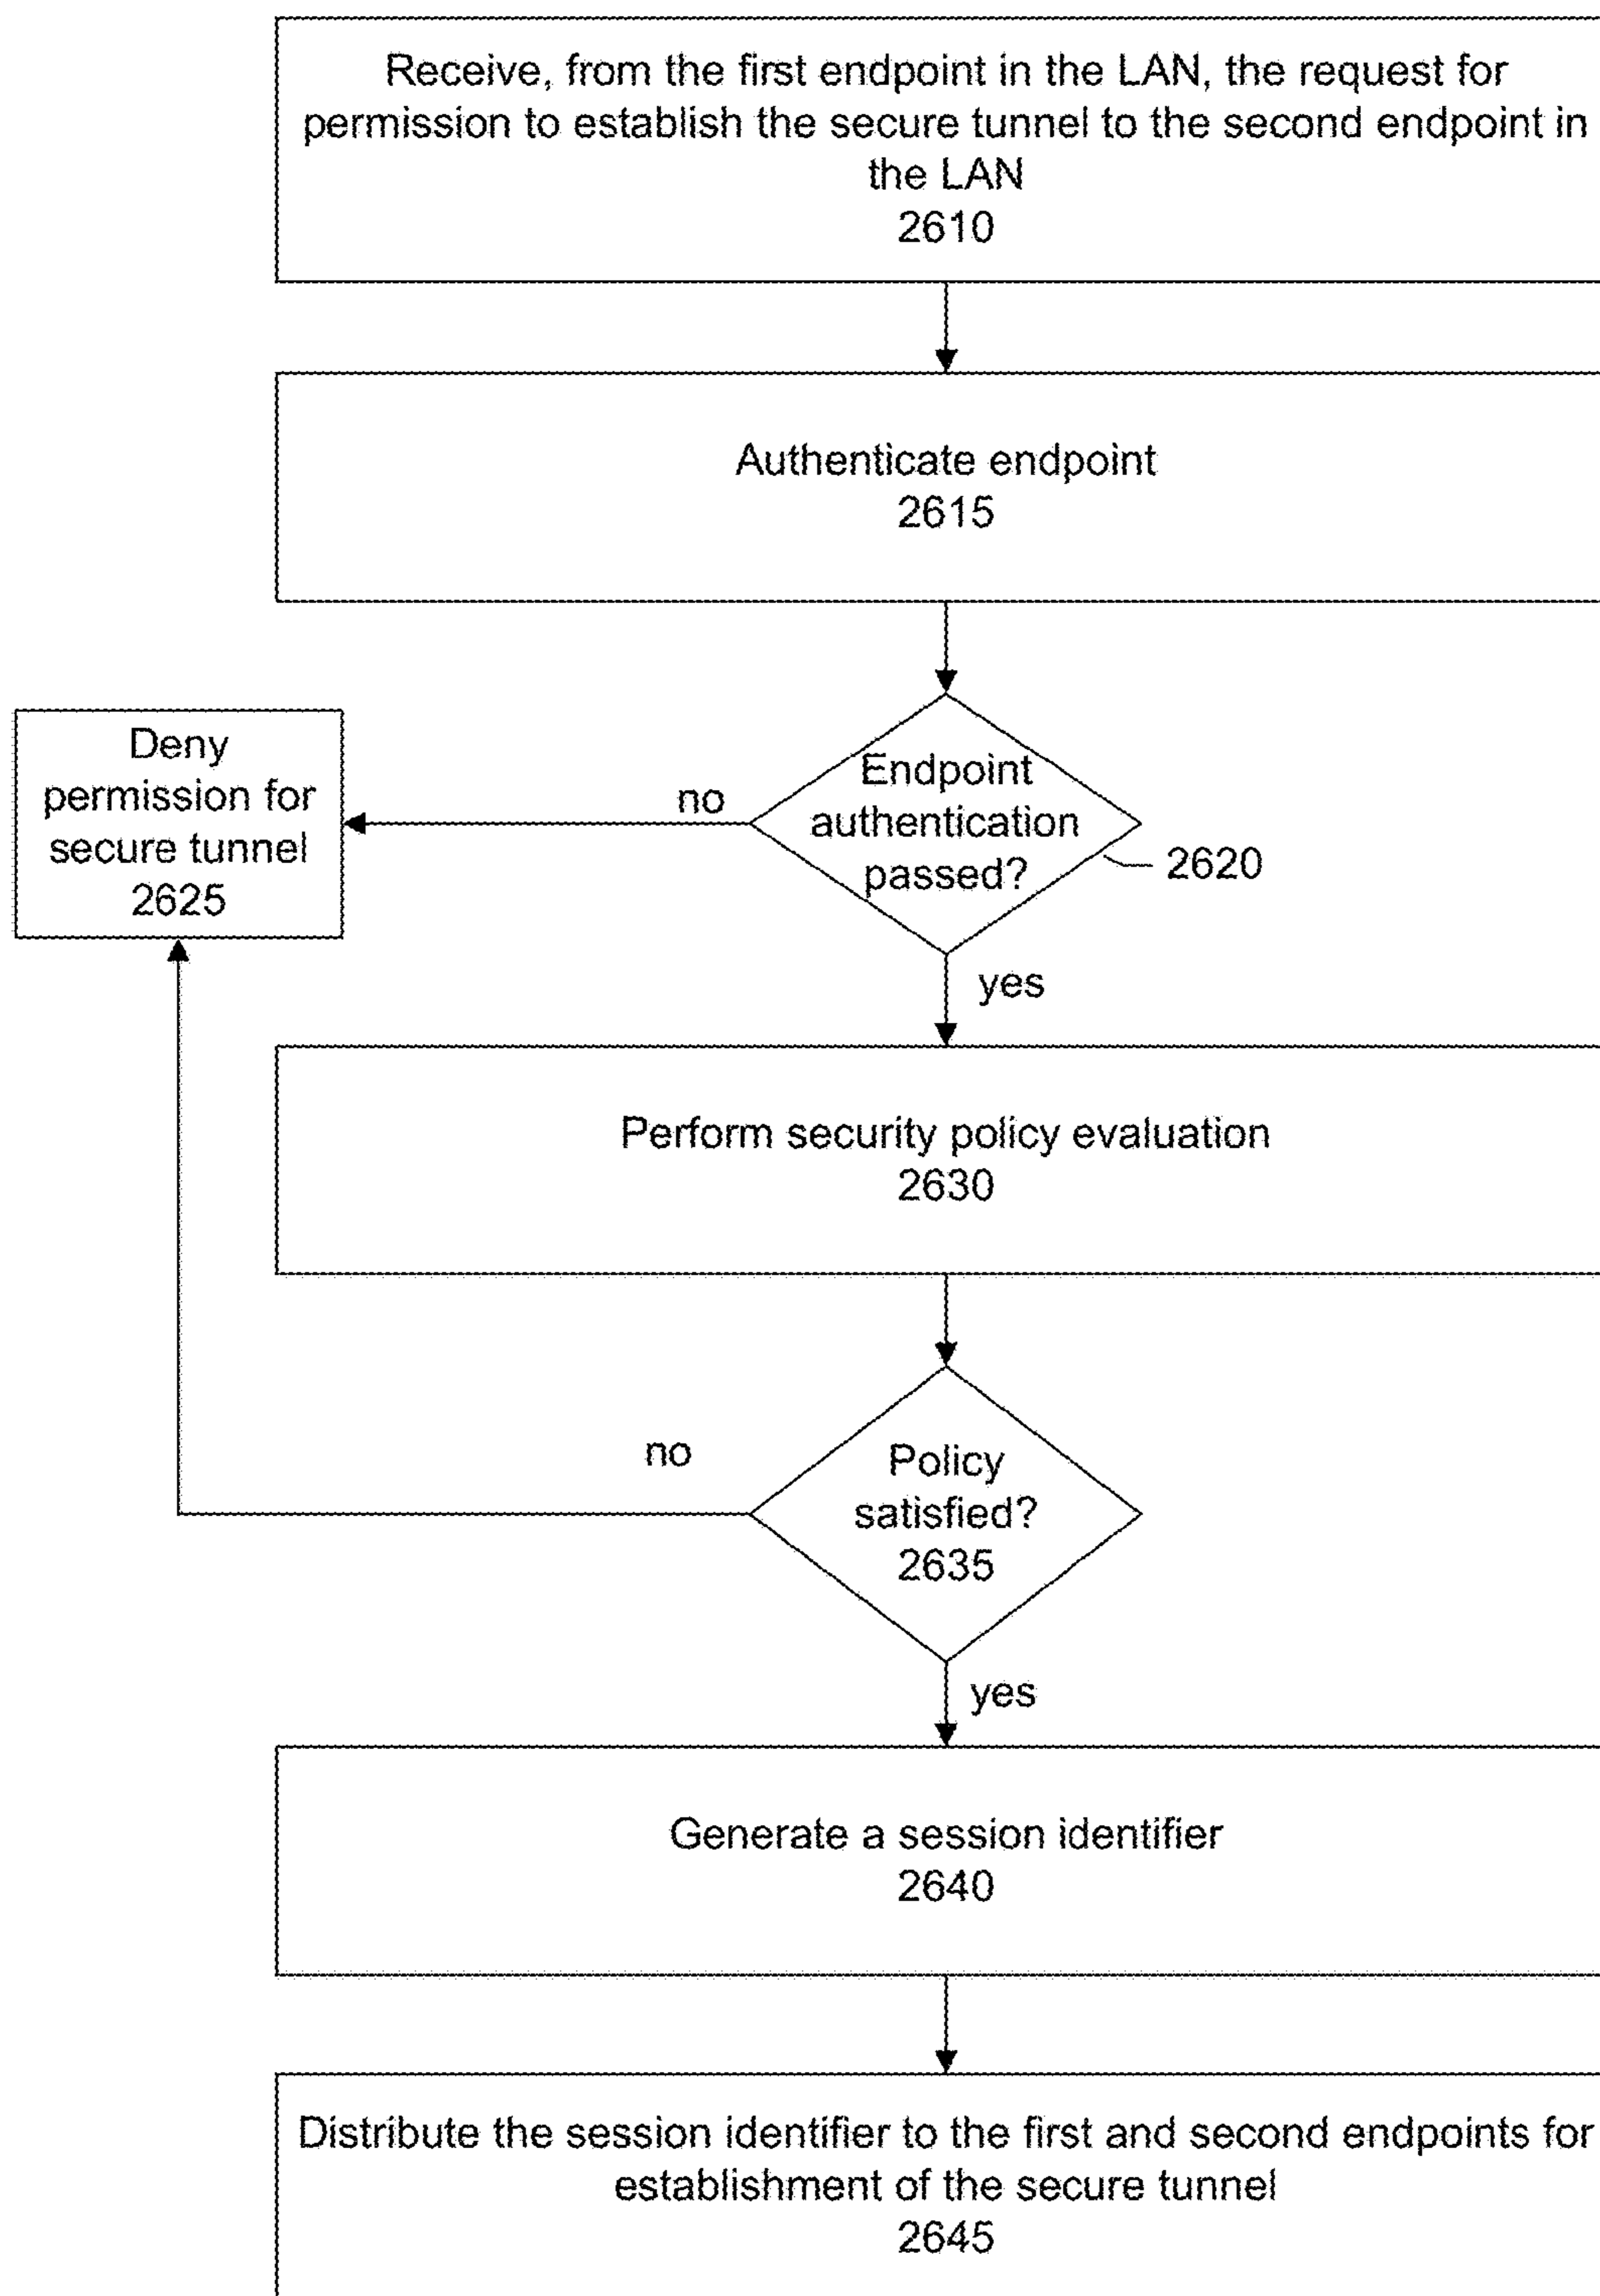 Receive, from the first endpoint in the LAN, the request for
permission to establish the secure tunnel to the second endpoint in
the LAN
2610
Authenticate endpoint
2615
Deny
permission for
secure tunnel
2625
no
Endpoint
authentication
passed?
2620
yes
Perform security policy evaluation
2630
no
Policy
satisfied?
2635
yes
Generate a session identifier
2640
Distribute the session identifier to the first and second endpoints for
establishment of the secure tunnel
2645